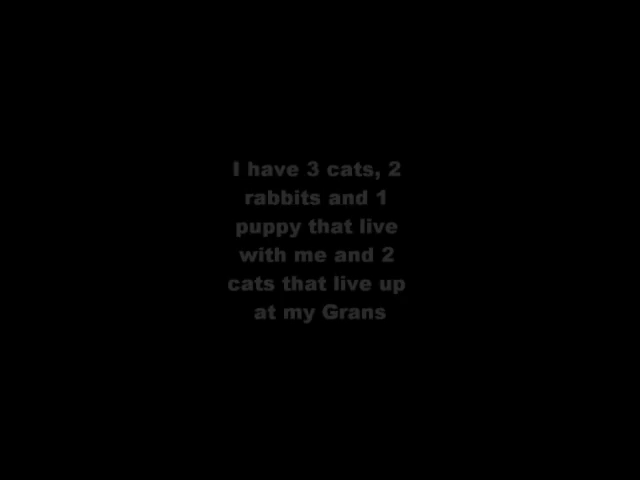 I have 3 cats, 2
rabbits and 1
puppy that live
with me and 2
cats that live up
at my Grans